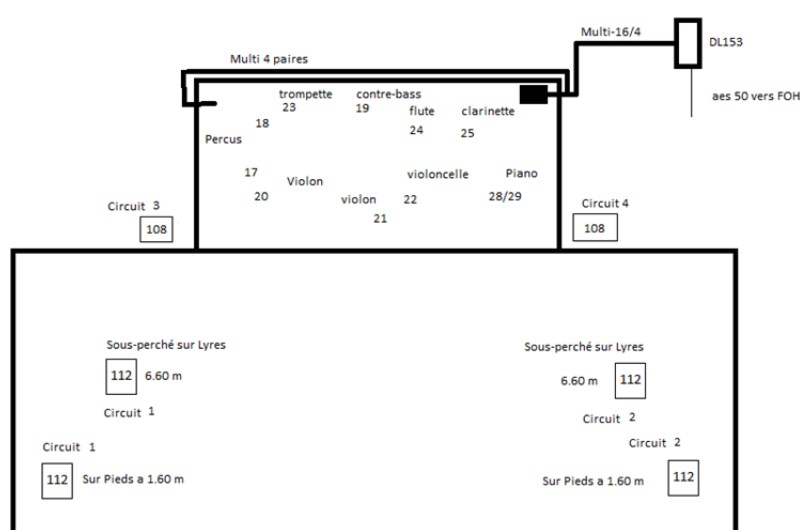 Multi-16/4
DL153
Multi 4 paires
aes 50 vers FOH
trompette
contre-bass
23
19
flute
clarinette
18
24
25
Percus
17
violoncelle
Piano
Violon
20
violon
22
28/29
21
Circuit 3
108
Circuit 4
108
Sous-perché sur Lyres
112
6.60 m
Circuit 1
Sous-perché sur Lyres
6.60 m
112
Circuit 2
Circuit 1
112
Sur Pieds a 1.60 m
Circuit 2
Sur Pieds a 1.60 m
112